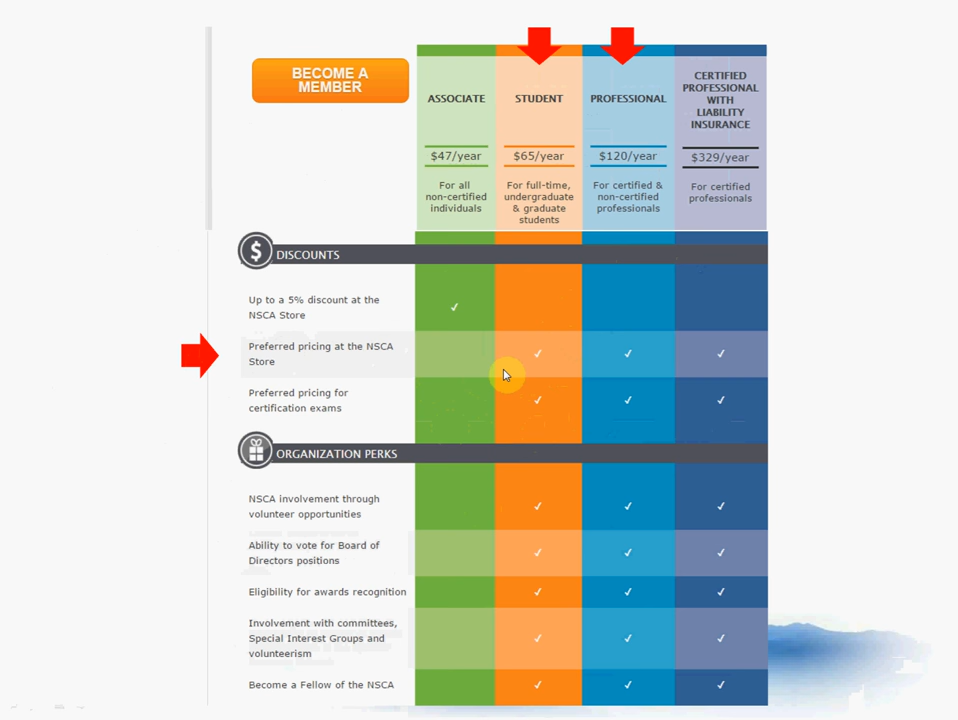 BECOME A
MEMBER
ASSOCIATE
STUDENT
PROFESSIONAL
CERTIFIED
PROFESSIONAL
WITH
LIABILITY
INSURANCE
$47/year
$65/year
$120/year
$329/year
For all
non-certified
individuals
For full-time,
undergraduate
& graduate
students
For certified &
non-certified
professionals
For certified
professionals
$ DISCOUNTS
Up to a 5% discount at the
NSCA Store
✓
Preferred pricing at the NSCA
Store
✓ ✓ ✓
Preferred pricing for
certification exams
✓ ✓ ✓
ORGANIZATION PERKS
NSCA involvement through
volunteer opportunities
✓ ✓ ✓
Ability to vote for Board of
Directors positions
✓ ✓ ✓
Eligibility for awards recognition
✓ ✓ ✓
Involvement with committees,
Special Interest Groups and
volunteerism
✓ ✓ ✓
Become a Fellow of the NSCA
✓ ✓ ✓